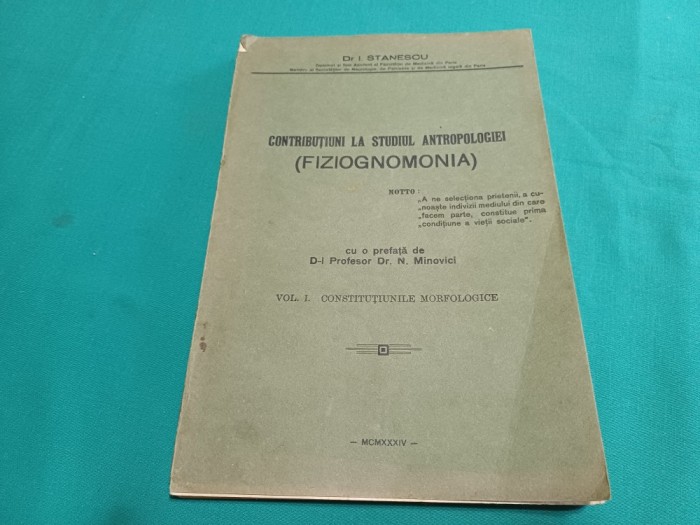 Dr I. STANESCU
CONTRIBUȚIUNI LA STUDIUL ANTROPOLOGIEI
(FIZIOGNOMONIA)
MOTTO:
„A ne selecționa prietenii, a cu-
„noaște indivizii mediului din care
„facem parte, constitue prima
„condițiune a vieții sociale".
cu o prefață de
D-l Profesor Dr. N. Minovici
VOL. I. CONSTITUȚIUNILE MORFOLOGICE
— MCMXXXIV —